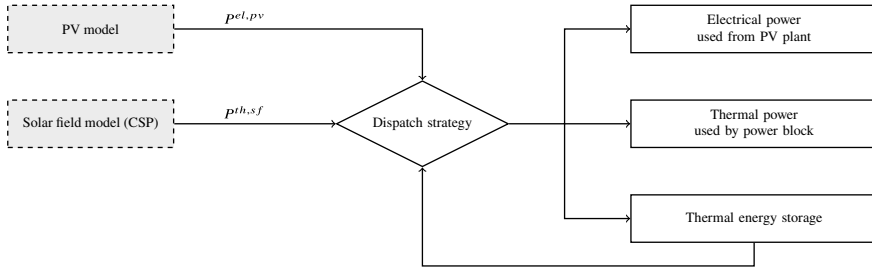 PV model
P^{el,pv}
Electrical power
used from PV plant
Solar field model (CSP)
P^{th,sf}
Dispatch strategy
Thermal power
used by power block
Thermal energy storage